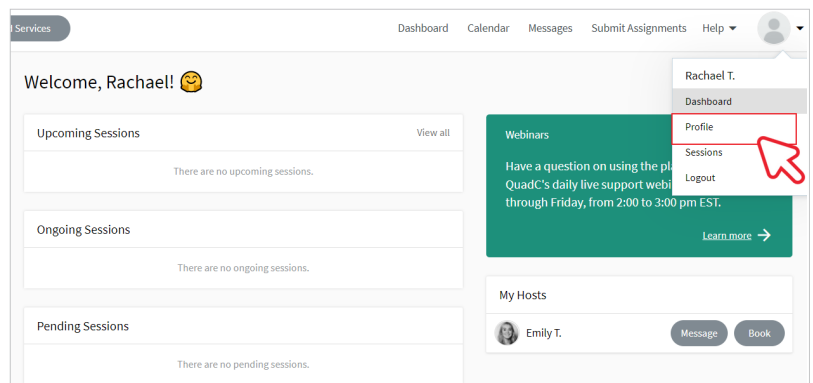 Services
Dashboard Calendar Messages Submit Assignments Help
Welcome, Rachael!
Rachael T.
Dashboard
Profile
Sessions
Logout
Upcoming Sessions View all
There are no upcoming sessions.
Ongoing Sessions
There are no ongoing sessions.
Pending Sessions
There are no pending sessions.
Webinars
Have a question on using the
QuadC's daily live support
through Friday, from 2:00 to 3:00 pm EST.
Learn more
My Hosts
Emily T.
Message Book